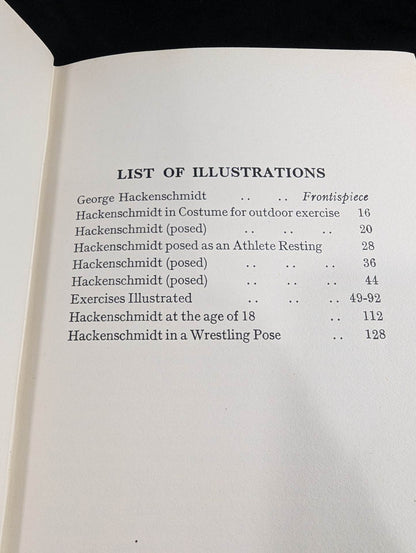 LIST OF ILLUSTRATIONS
George Hackenschmidt .. .. Frontispiece
Hackenschmidt in Costume for outdoor exercise 16
Hackenschmidt (posed) .. .. .. 20
Hackenschmidt posed as an Athlete Resting 28
Hackenschmidt (posed) .. .. .. 36
Hackenschmidt (posed) .. .. .. 44
Exercises Illustrated .. .. .. 49-92
Hackenschmidt at the age of 18 .. 112
Hackenschmidt in a Wrestling Pose .. 128